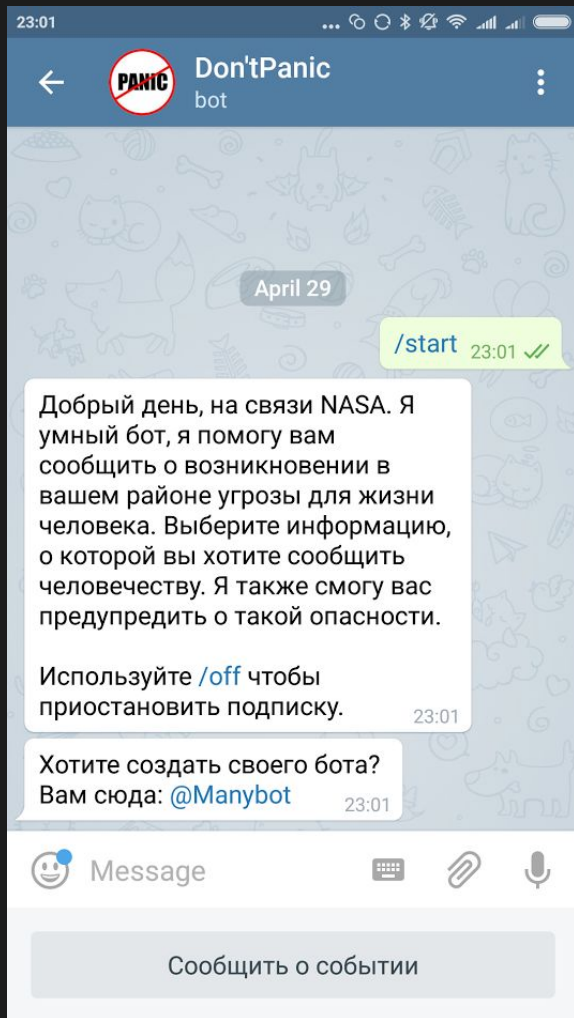 23:01
PANIC
Don'tPanic
bot
April 29
/start 23:01
Добрый день, на связи NASA. Я
умный бот, я помогу вам
сообщить о возникновении в
вашем районе угрозы для жизни
человека. Выберите информацию,
о которой вы хотите сообщить
человечеству. Я также смогу вас
предупредить о такой опасности.
Используйте /off чтобы
приостановить подписку. 23:01
Хотите создать своего бота?
Вам сюда: @Manybot 23:01
Message
Сообщить о событии